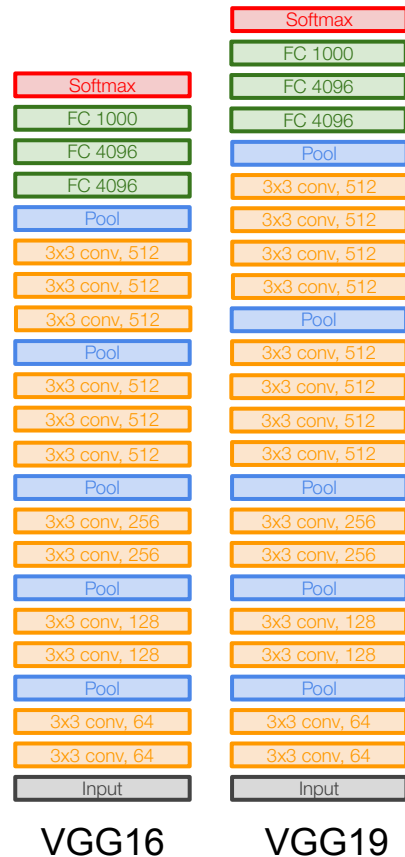 Softmax
FC 1000
FC 4096
FC 4096
Pool
3x3 conv, 512
3x3 conv, 512
3x3 conv, 512
Pool
3x3 conv, 512
3x3 conv, 512
3x3 conv, 512
Pool
3x3 conv, 256
3x3 conv, 256
Pool
3x3 conv, 128
3x3 conv, 128
Pool
3x3 conv, 64
3x3 conv, 64
Input
VGG16
Softmax
FC 1000
FC 4096
FC 4096
Pool
3x3 conv, 512
3x3 conv, 512
3x3 conv, 512
3x3 conv, 512
Pool
3x3 conv, 512
3x3 conv, 512
3x3 conv, 512
3x3 conv, 512
Pool
3x3 conv, 256
3x3 conv, 256
Pool
3x3 conv, 128
3x3 conv, 128
Pool
3x3 conv, 64
3x3 conv, 64
Input
VGG19